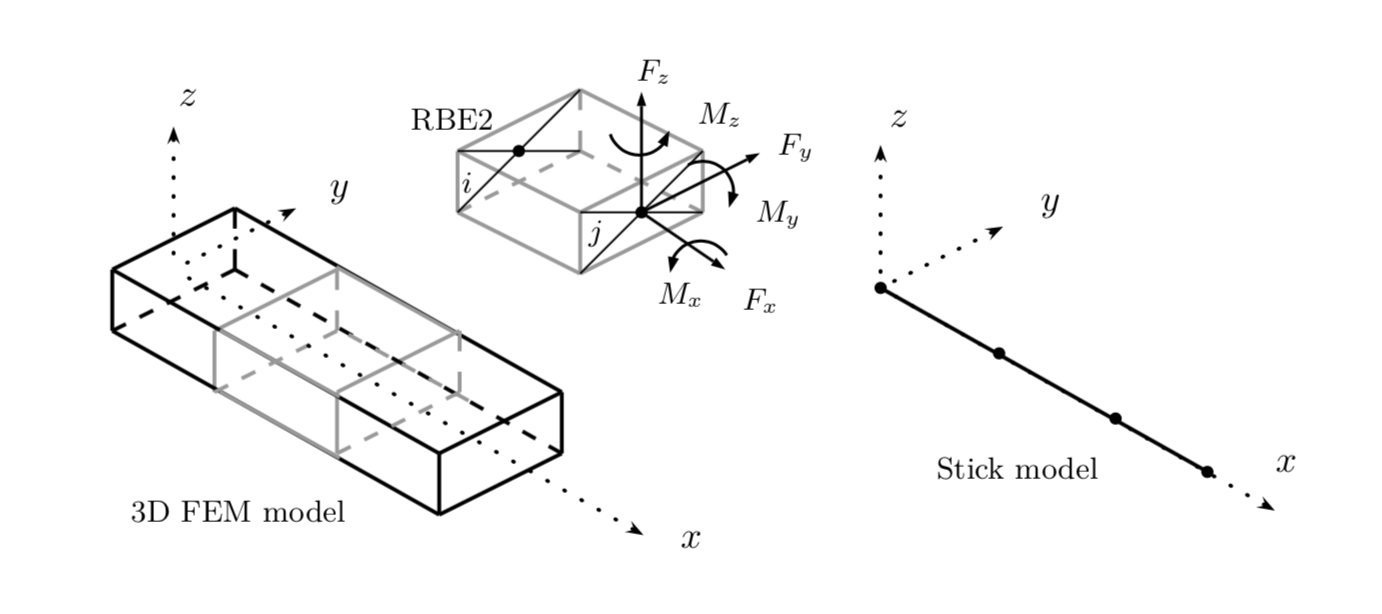 z
y
3D FEM model
x
RBE2
i
j
F_z
M_z
F_y
M_y
M_x
F_x
z
y
Stick model
x